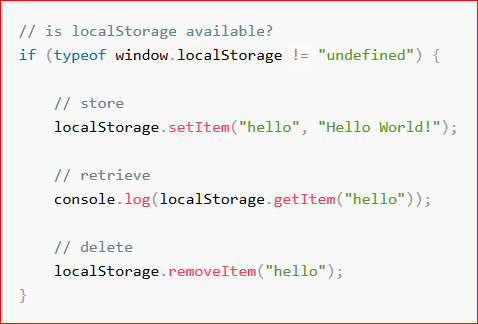 // is localStorage available?
if (typeof window.localStorage != "undefined") {
// store
localStorage.setItem("hello", "Hello World!");
// retrieve
console.log(localStorage.getItem("hello"));
// delete
localStorage.removeItem("hello");
}